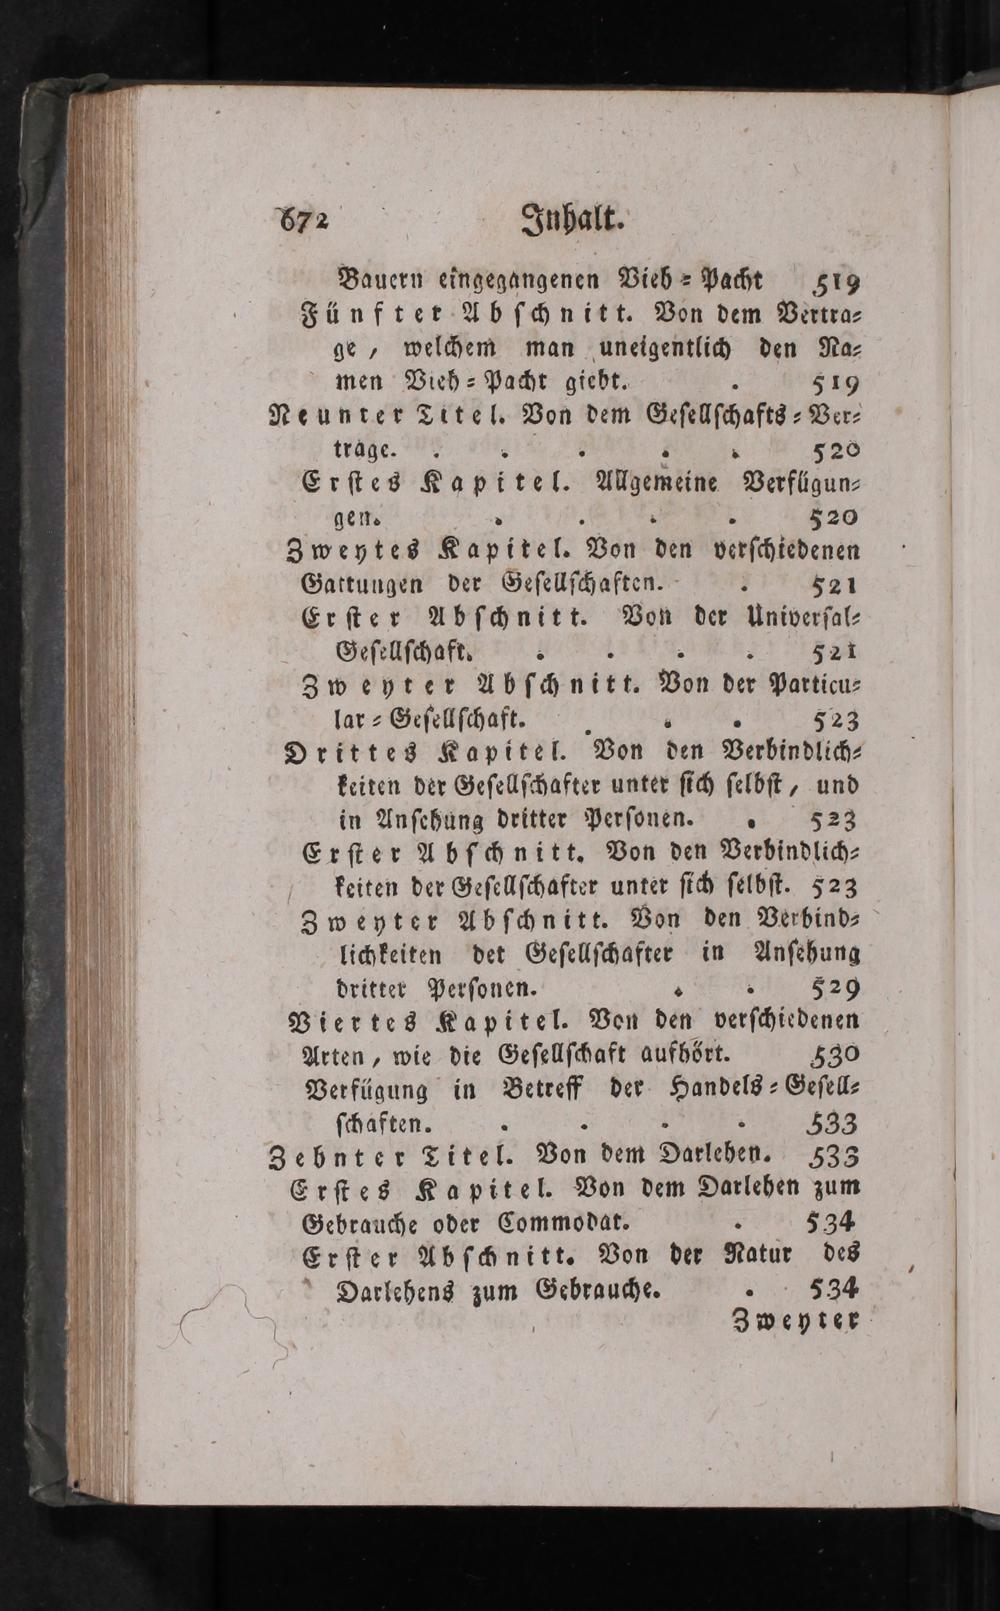 672 Inhalt.
Bauern eingegangenen Vieh⸗Pacht 519
Fünfter Abſchnitt. Von dem Vertra⸗
ge, welchem man uneigentlich den Na⸗
men Vieh⸗Pacht giebt. . 519
Neunter Titel. Von dem Geſellſchafts⸗Ver⸗
trage. . . . . . 520
Erſtes Kapitel. Allgemeine Verfügun⸗
gen. . . . . 520
Zweytes Kapitel. Von den verſchiedenen
Gattungen der Geſellſchaften. . 521
Erſter Abſchnitt. Von der Univerſal⸗
Geſellſchaft. . . . . 521
Zweyter Abſchnitt. Von der Particu⸗
lar⸗Geſellſchaft. . . . 523
Drittes Kapitel. Von den Verbindlich⸗
keiten der Geſellſchafter unter ſich ſelbſt, und
in Anſehung dritter Perſonen. . 523
Erſter Abſchnitt. Von den Verbindlich⸗
keiten der Geſellſchafter unter ſich ſelbſt. 523
Zweyter Abſchnitt. Von den Verbind⸗
lichkeiten det Geſellſchafter in Anſehung
dritter Perſonen. . . 529
Viertes Kapitel. Von den verſchiedenen
Arten, wie die Geſellſchaft aufhört. 530
Verfügung in Betreff der Handels⸗Geſell⸗
ſchaften. . . . . 533
Zehnter Titel. Von dem Darlehen. 533
Erſtes Kapitel. Von dem Darlehen zum
Gebrauche oder Commodat. . 534
Erſter Abſchnitt. Von der Natur des
Darlehens zum Gebrauche. . 534
Zweyter